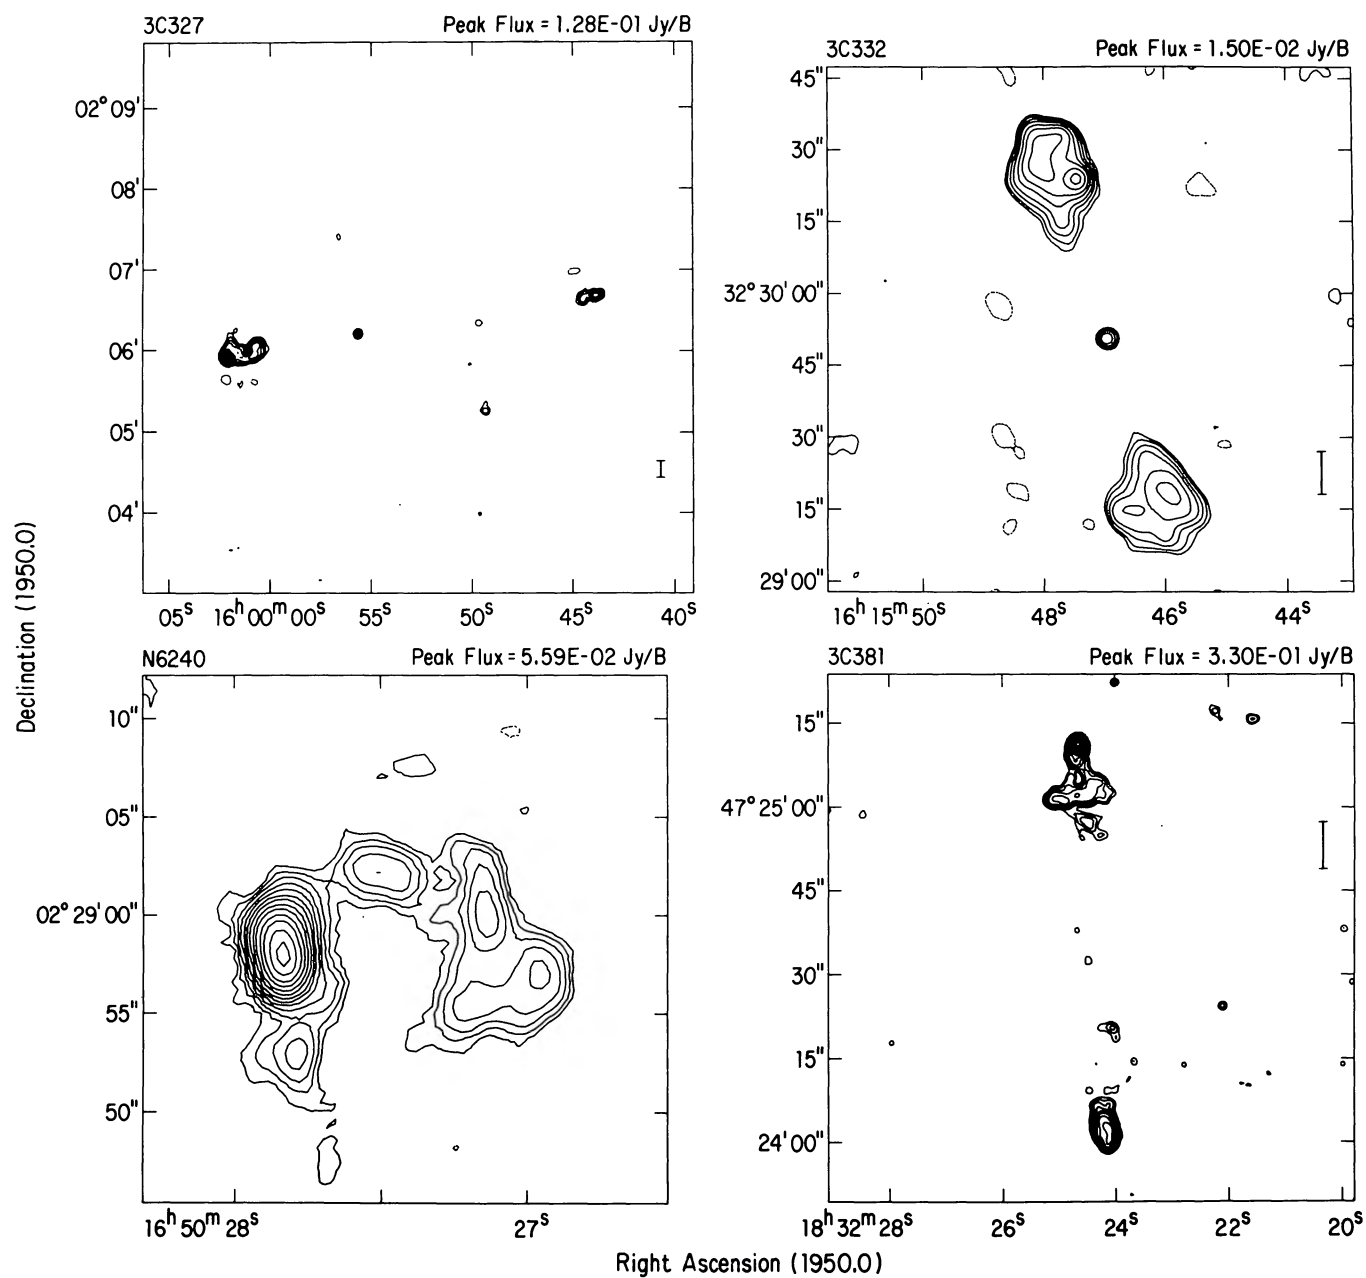 3C327 Peak Flux = 1.28E-01 Jy/B
02°09'
08'
07'
06'
05'
04'
05s 16h00m00s 55s 50s 45s 40s
3C332 Peak Flux = 1.50E-02 Jy/B
45"
30"
15"
32°30'00"
45"
30"
15"
29'00"
16h15m50s 48s 46s 44s
N6240 Peak Flux = 5.59E-02 Jy/B
10"
05"
02°29'00"
55"
50"
16h50m28s 27s
3C381 Peak Flux = 3.30E-01 Jy/B
15"
47°25'00"
45"
30"
15"
24'00"
18h32m28s 26s 24s 22s 20s
Declination (1950.0)
Right Ascension (1950.0)